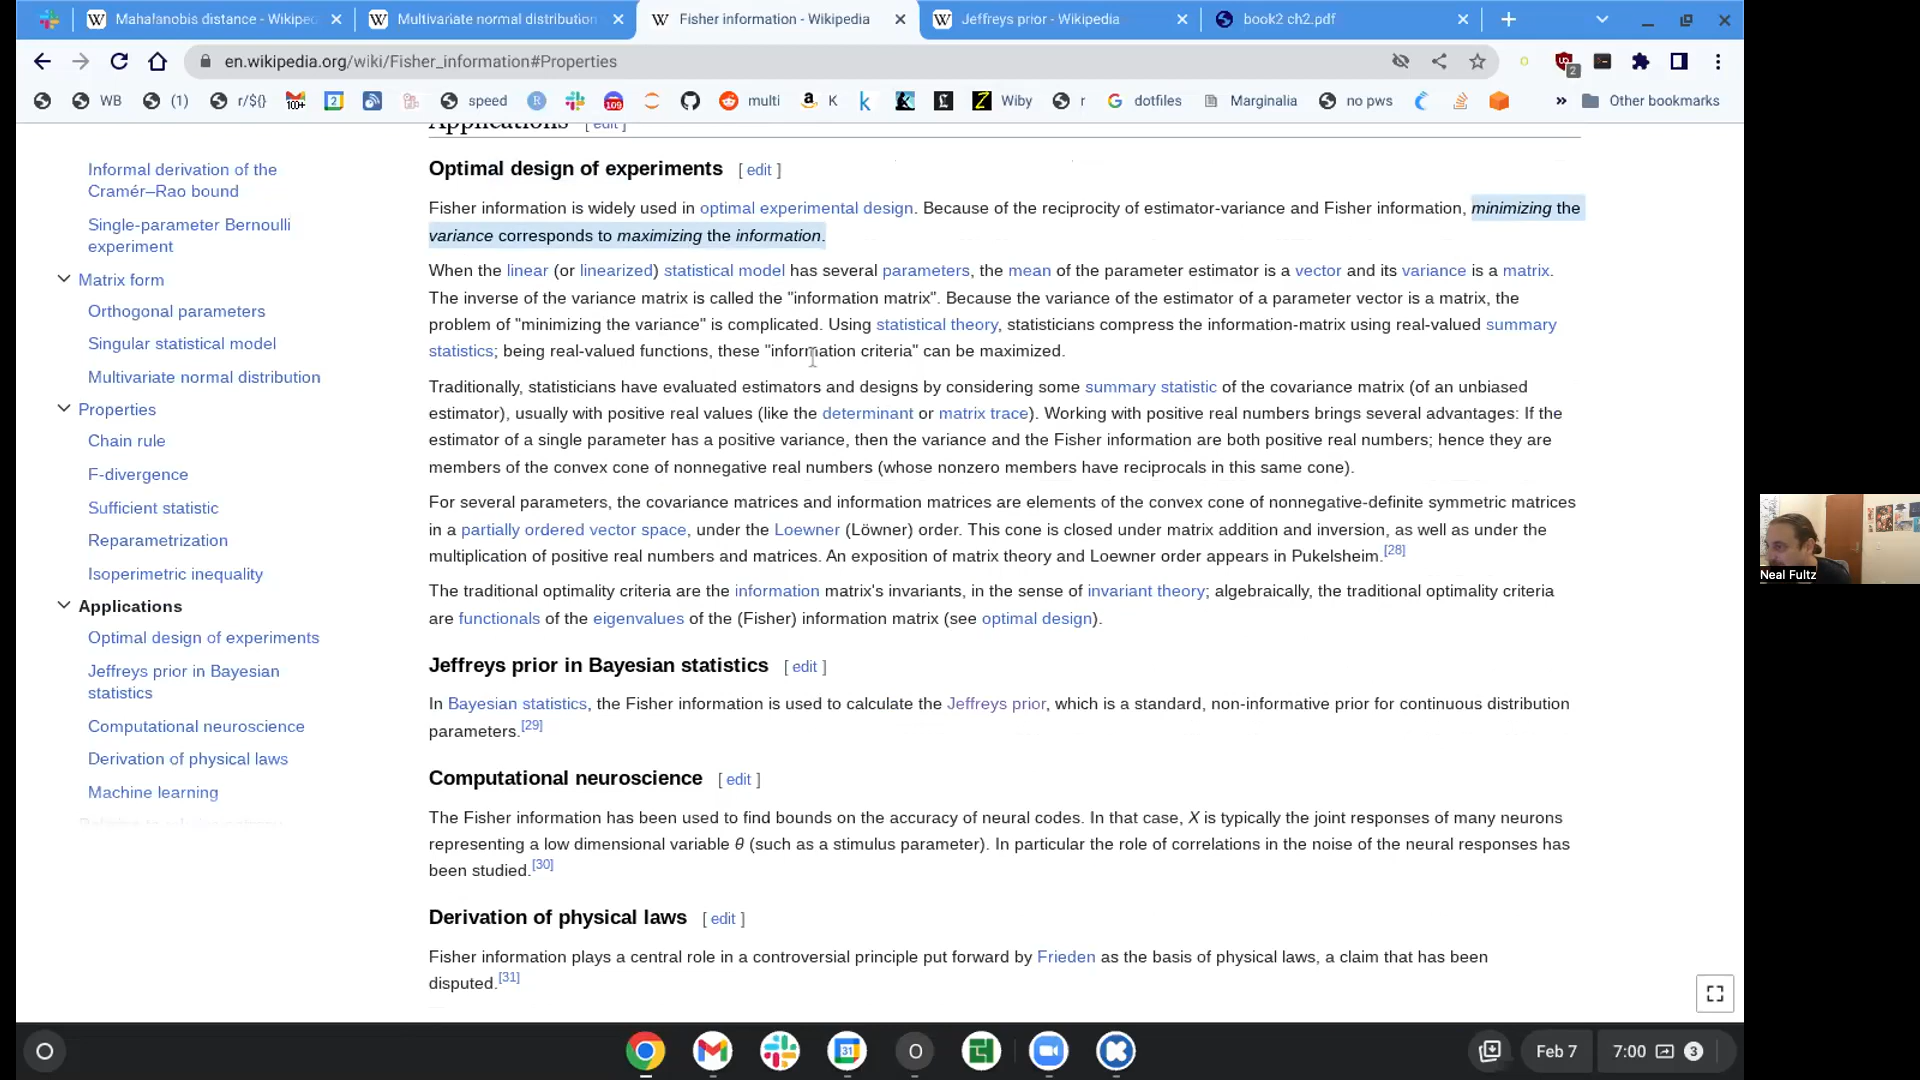 Mahalanobis distance - Wikiped
Multivariate normal distribution
Fisher information - Wikipedia
Jeffreys prior - Wikipedia
book2 ch2.pdf
en.wikipedia.org/wiki/Fisher_information#Properties
2
WB
(1)
r/${}
100+
2
109
speed
multi
K
Wiby
r
dotfiles
Marginalia
no pws
»
Other bookmarks
Applications [ edit ]
Informal derivation of the
Cramér–Rao bound
Single-parameter Bernoulli
experiment
Matrix form
Orthogonal parameters
Singular statistical model
Multivariate normal distribution
Properties
Chain rule
F-divergence
Sufficient statistic
Reparametrization
Isoperimetric inequality
Applications
Optimal design of experiments
Jeffreys prior in Bayesian
statistics
Computational neuroscience
Derivation of physical laws
Machine learning
Optimal design of experiments [ edit ]
Fisher information is widely used in optimal experimental design. Because of the reciprocity of estimator-variance and Fisher information, minimizing the
variance corresponds to maximizing the information.
When the linear (or linearized) statistical model has several parameters, the mean of the parameter estimator is a vector and its variance is a matrix.
The inverse of the variance matrix is called the "information matrix". Because the variance of the estimator of a parameter vector is a matrix, the
problem of "minimizing the variance" is complicated. Using statistical theory, statisticians compress the information-matrix using real-valued summary
statistics; being real-valued functions, these "information criteria" can be maximized.
Traditionally, statisticians have evaluated estimators and designs by considering some summary statistic of the covariance matrix (of an unbiased
estimator), usually with positive real values (like the determinant or matrix trace). Working with positive real numbers brings several advantages: If the
estimator of a single parameter has a positive variance, then the variance and the Fisher information are both positive real numbers; hence they are
members of the convex cone of nonnegative real numbers (whose nonzero members have reciprocals in this same cone).
For several parameters, the covariance matrices and information matrices are elements of the convex cone of nonnegative-definite symmetric matrices
in a partially ordered vector space, under the Loewner (Löwner) order. This cone is closed under matrix addition and inversion, as well as under the
multiplication of positive real numbers and matrices. An exposition of matrix theory and Loewner order appears in Pukelsheim.[28]
The traditional optimality criteria are the information matrix's invariants, in the sense of invariant theory; algebraically, the traditional optimality criteria
are functionals of the eigenvalues of the (Fisher) information matrix (see optimal design).
Jeffreys prior in Bayesian statistics [ edit ]
In Bayesian statistics, the Fisher information is used to calculate the Jeffreys prior, which is a standard, non-informative prior for continuous distribution
parameters.[29]
Computational neuroscience [ edit ]
The Fisher information has been used to find bounds on the accuracy of neural codes. In that case, X is typically the joint responses of many neurons
representing a low dimensional variable θ (such as a stimulus parameter). In particular the role of correlations in the noise of the neural responses has
been studied.[30]
Derivation of physical laws [ edit ]
Fisher information plays a central role in a controversial principle put forward by Frieden as the basis of physical laws, a claim that has been
disputed.[31]
Neal Fultz
31
Feb 7
7:00
3